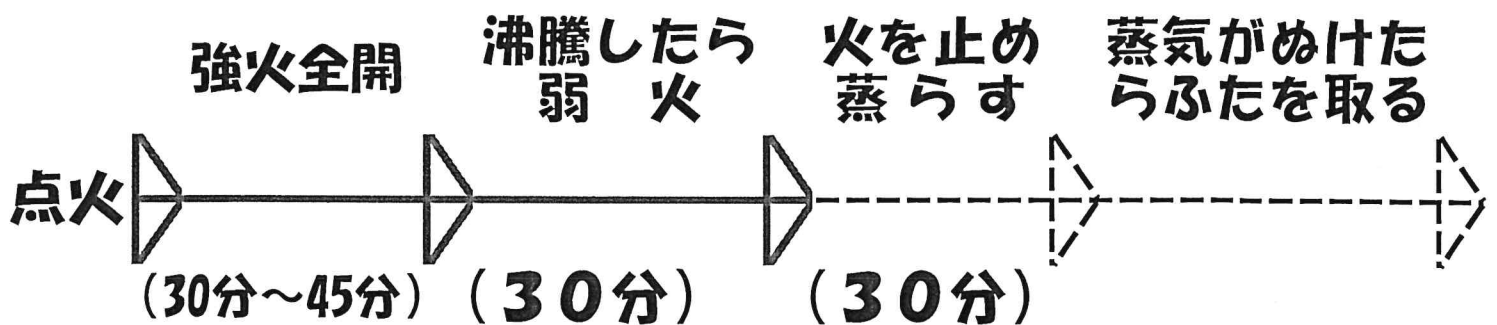 強火全開
沸騰したら
弱　火
火を止め
蒸らす
蒸気がぬけた
らふたを取る
点火
（30分～45分）
（３０分）
（３０分）